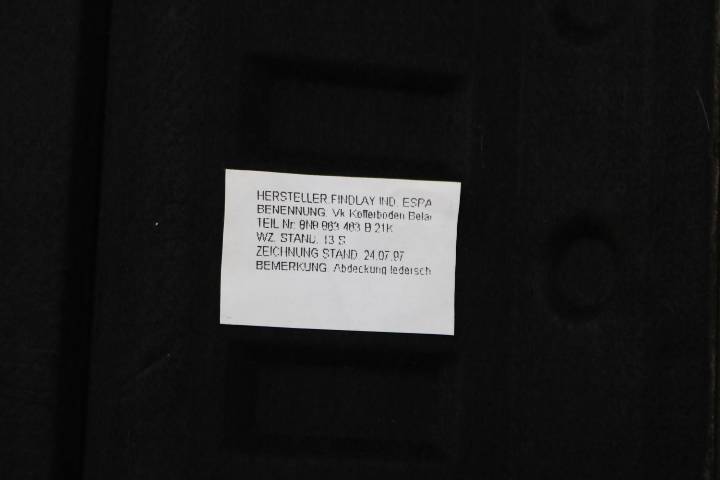 HERSTELLER FINDLAY IND. ESPA
BENENNUNG. Vk Kofferboden Belad
TEIL Nr. 8N8 863 463 B 21K
WZ. STAND. 13 S
ZEICHNUNG STAND. 24.07.97
BEMERKUNG. Abdeckung ledersch